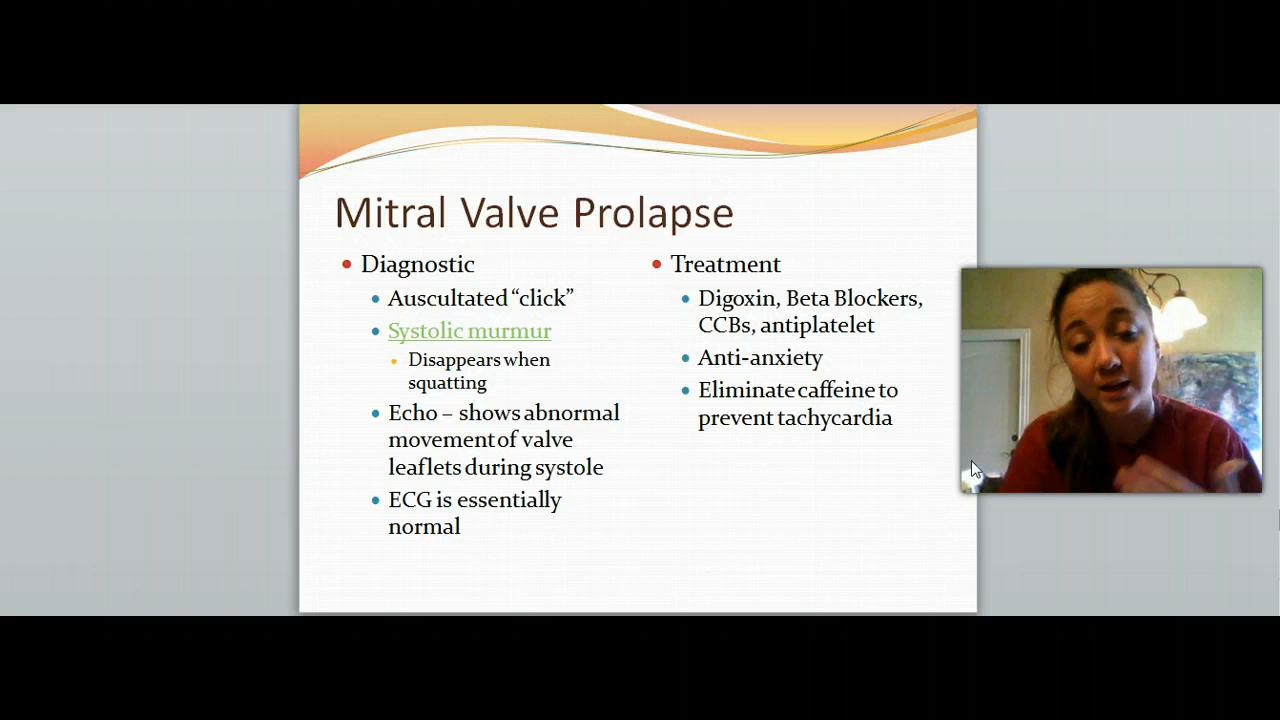 Mitral Valve Prolapse
Diagnostic
Auscultated “click”
Systolic murmur
Disappears when
squatting
Echo – shows abnormal
movement of valve
leaflets during systole
ECG is essentially
normal
Treatment
Digoxin, Beta Blockers,
CCBs, antiplatelet
Anti-anxiety
Eliminate caffeine to
prevent tachycardia